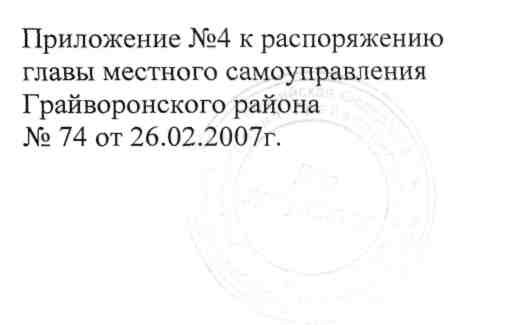 Приложение №4 к распоряжению
главы местного самоуправления
Грайворонского района
№ 74 от 26.02.2007г.